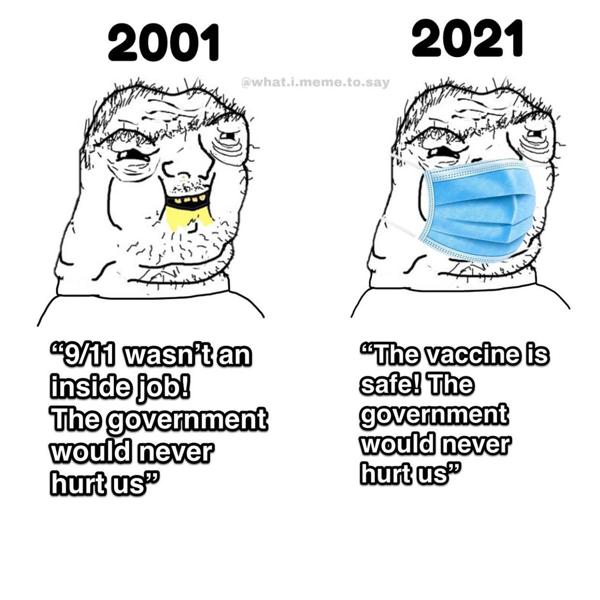 2001
2021
@what.i.meme.to.say
“9/11 wasn't an
inside job!
The government
would never
hurt us”
“The vaccine is
safe! The
government
would never
hurt us”